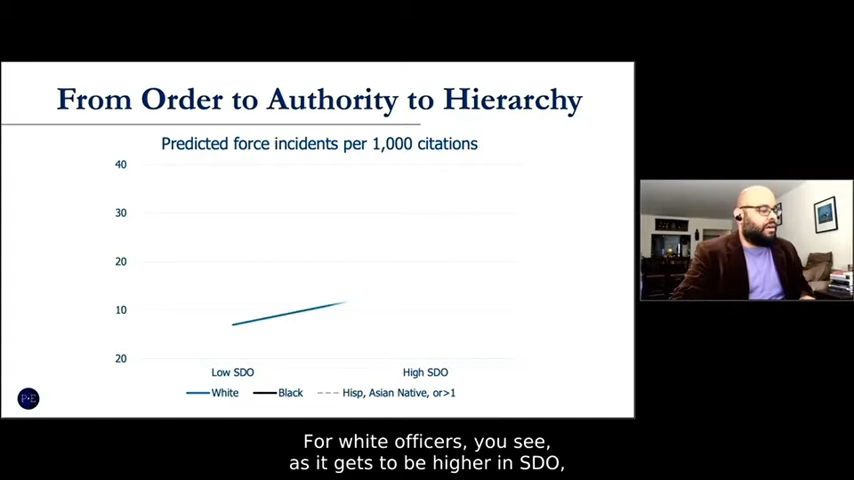 From Order to Authority to Hierarchy
Predicted force incidents per 1,000 citations
40
30
20
10
20
Low SDO
High SDO
White
Black
Hisp, Asian Native, or>1
P•E
For white officers, you see,
as it gets to be higher in SDO,